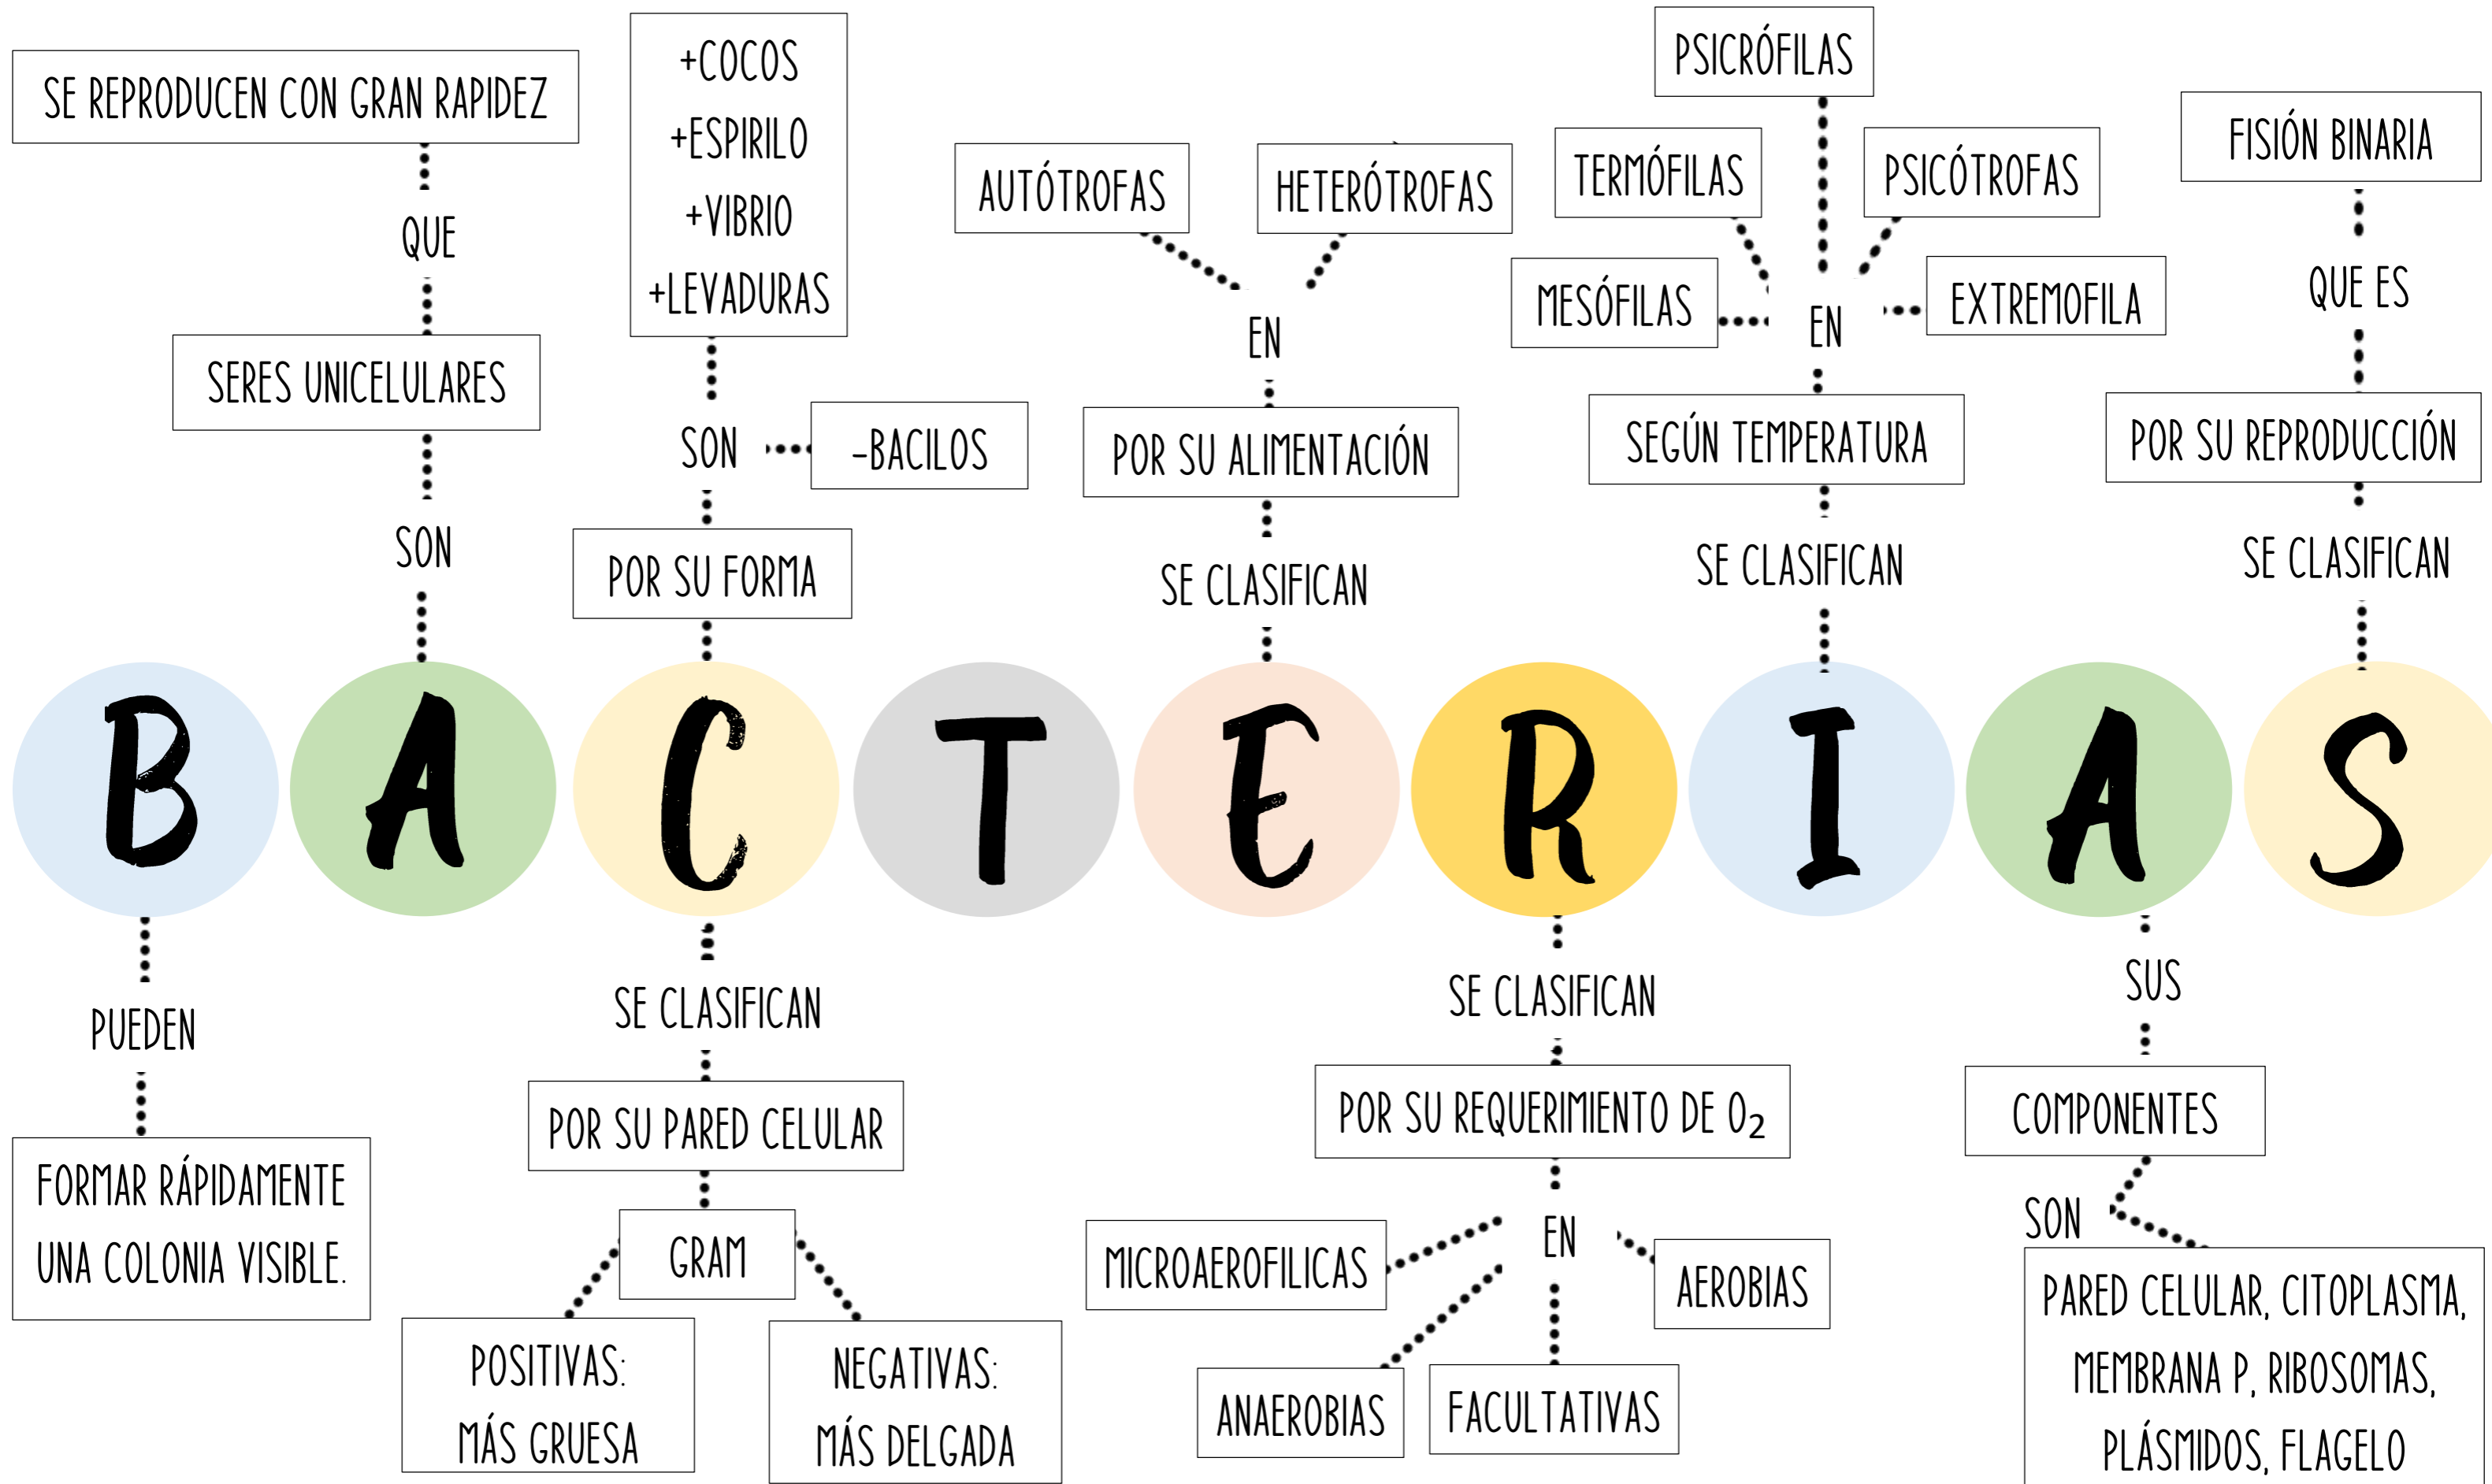 SE REPRODUCEN CON GRAN RAPIDEZ
QUE
SERES UNICELULARES
SON
+COCOS
+ESPIRILO
+VIBRIO
+LEVADURAS
SON
-BACILOS
POR SU FORMA
AUTÓTROFAS
HETERÓTROFAS
EN
POR SU ALIMENTACIÓN
SE CLASIFICAN
PSICRÓFILAS
TERMÓFILAS
PSICÓTROFAS
MESÓFILAS
EN
EXTREMOFILA
SEGÚN TEMPERATURA
SE CLASIFICAN
FISIÓN BINARIA
QUE ES
POR SU REPRODUCCIÓN
SE CLASIFICAN
BACTERIAS
PUEDEN
FORMAR RÁPIDAMENTE
UNA COLONIA VISIBLE.
SE CLASIFICAN
POR SU PARED CELULAR
GRAM
POSITIVAS:
MÁS GRUESA
NEGATIVAS:
MÁS DELGADA
SE CLASIFICAN
POR SU REQUERIMIENTO DE O₂
EN
MICROAEROFILICAS
AEROBIAS
ANAEROBIAS
FACULTATIVAS
SUS
COMPONENTES
SON
PARED CELULAR, CITOPLASMA,
MEMBRANA P, RIBOSOMAS,
PLÁSMIDOS, FLAGELO